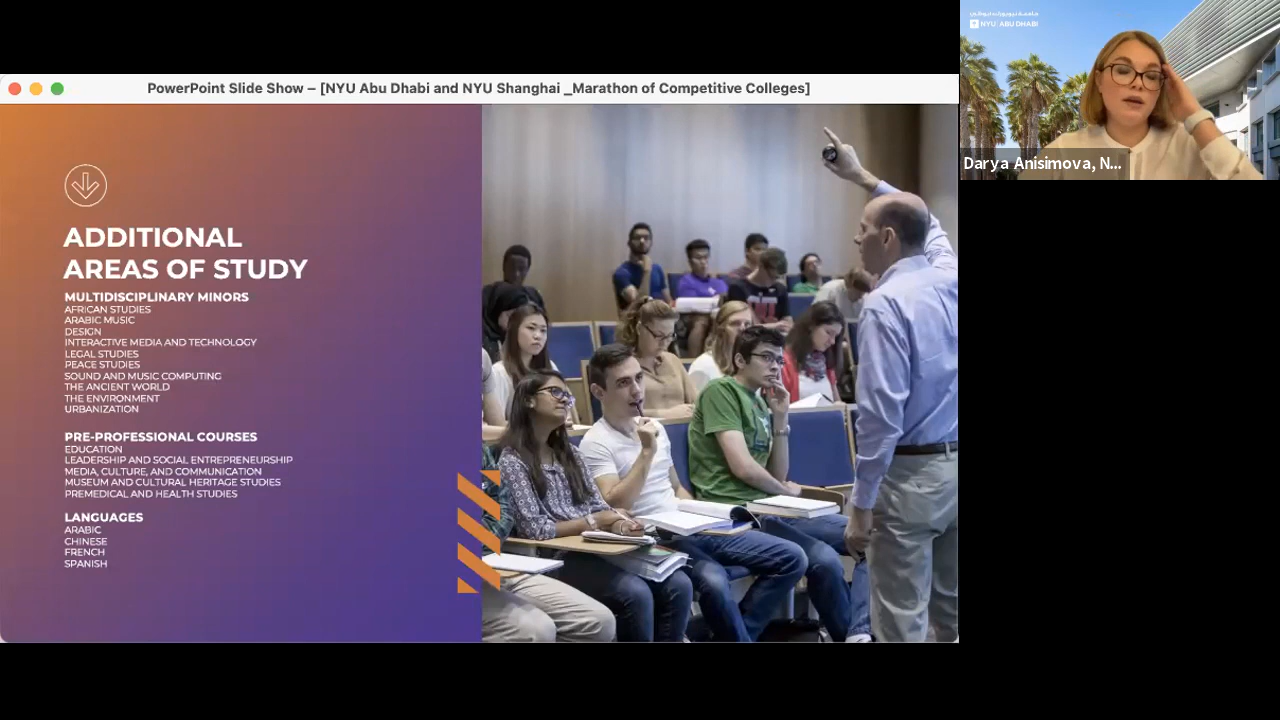 PowerPoint Slide Show – [NYU Abu Dhabi and NYU Shanghai _Marathon of Competitive Colleges]
ADDITIONAL
AREAS OF STUDY
MULTIDISCIPLINARY MINORS
AFRICAN STUDIES
ARABIC MUSIC
DESIGN
INTERACTIVE MEDIA AND TECHNOLOGY
LEGAL STUDIES
PEACE STUDIES
SOUND AND MUSIC COMPUTING
THE ANCIENT WORLD
THE ENVIRONMENT
URBANIZATION
PRE-PROFESSIONAL COURSES
EDUCATION
LEADERSHIP AND SOCIAL ENTREPRENEURSHIP
MEDIA, CULTURE, AND COMMUNICATION
MUSEUM AND CULTURAL HERITAGE STUDIES
PREMEDICAL AND HEALTH STUDIES
LANGUAGES
ARABIC
CHINESE
FRENCH
SPANISH
جامعة نيويورك أبوظبي
NYU ABU DHABI
Darya Anisimova, N...